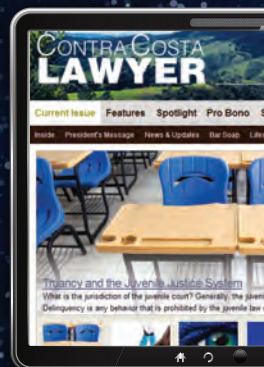 CONTRA COSTA
LAWYER
Current Issue Features Spotlight Pro Bono S
Inside President's Message News & Updates Bar Soap Lifes
Truancy and the Juvenile Justice System
What is the jurisdiction of the juvenile court? Generally, the juveni
Delinquency is any behavior that is prohibited by the juvenile law